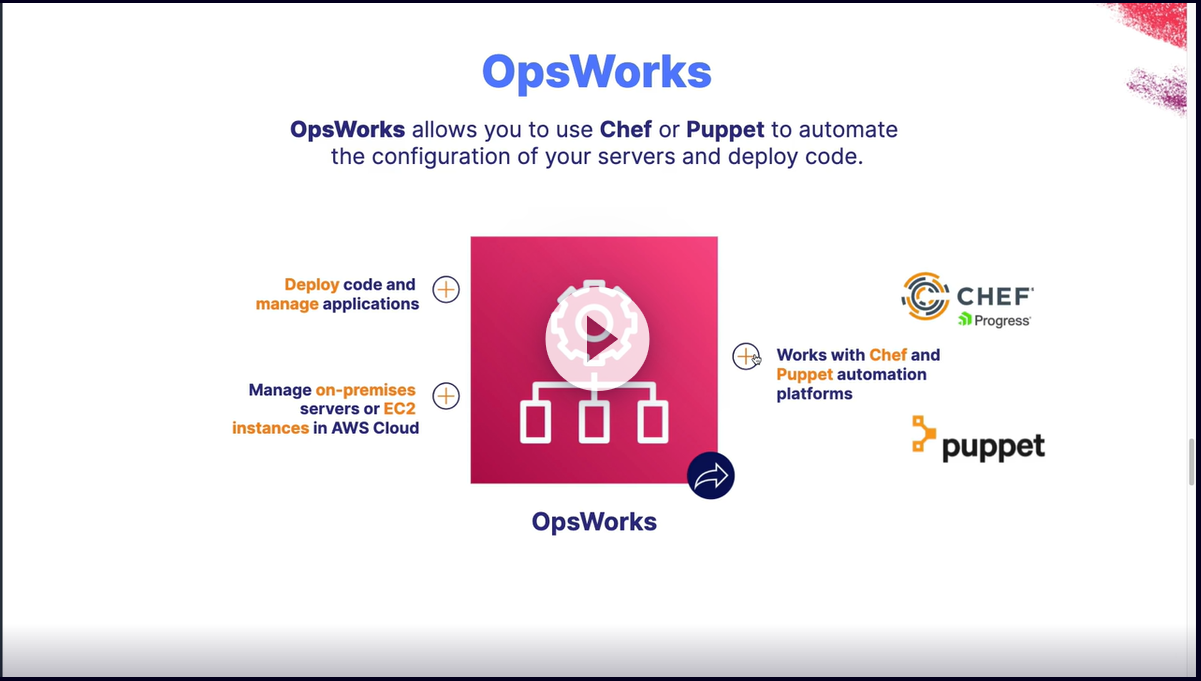 OpsWorks
OpsWorks allows you to use Chef or Puppet to automate
the configuration of your servers and deploy code.
Deploy code and
manage applications
Manage on-premises
servers or EC2
instances in AWS Cloud
CHEF
Progress
Works with Chef and
Puppet automation
platforms
puppet
OpsWorks